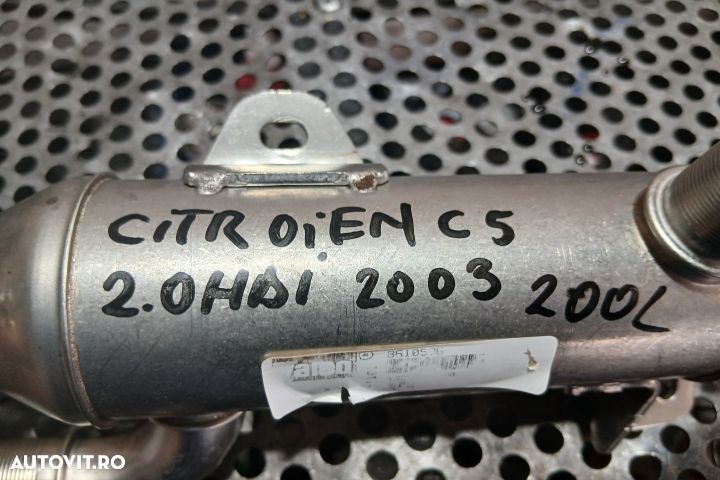 CiTROiEN C5
2.0HDI 2003 200L
AUTOVIT.RO